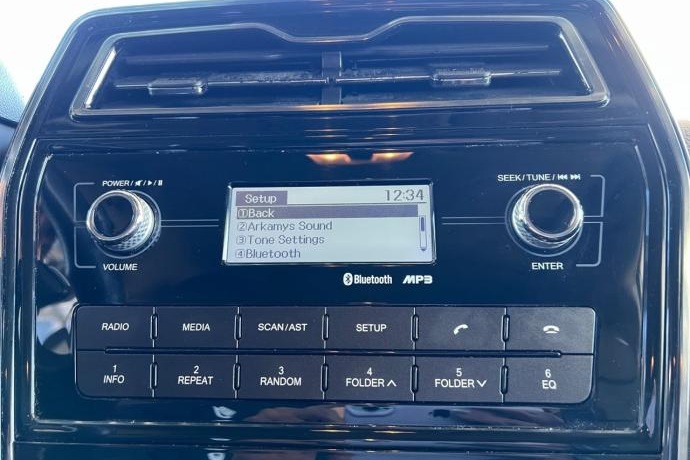 POWER / / ▶ / II
SEEK / TUNE / ⏮ ⏭
Setup 12:34
①Back
②Arkamys Sound
③Tone Settings
④Bluetooth
VOLUME
ENTER
Bluetooth MP3
RADIO MEDIA SCAN/AST SETUP
1 2 3 4 5 6
INFO REPEAT RANDOM FOLDER∧ FOLDER∨ EQ